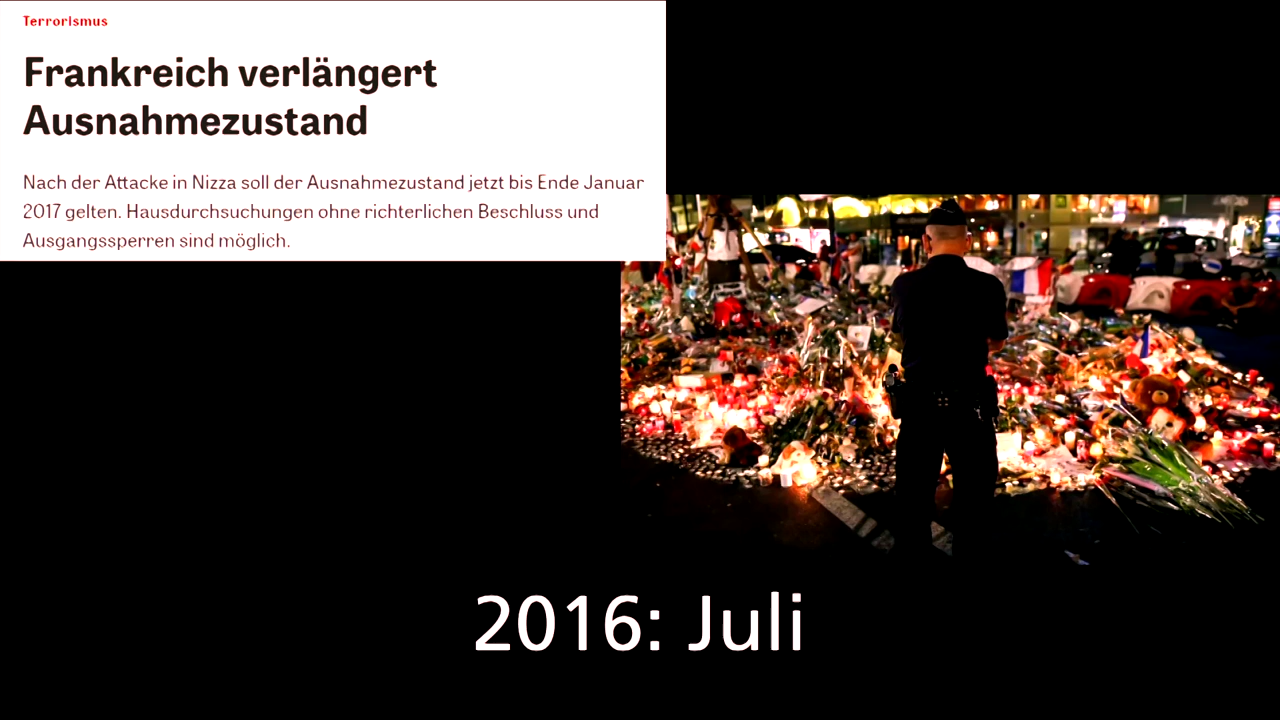 Terrorismus
Frankreich verlängert
Ausnahmezustand
Nach der Attacke in Nizza soll der Ausnahmezustand jetzt bis Ende Januar
2017 gelten. Hausdurchsuchungen ohne richterlichen Beschluss und
Ausgangssperren sind möglich.
2016: Juli